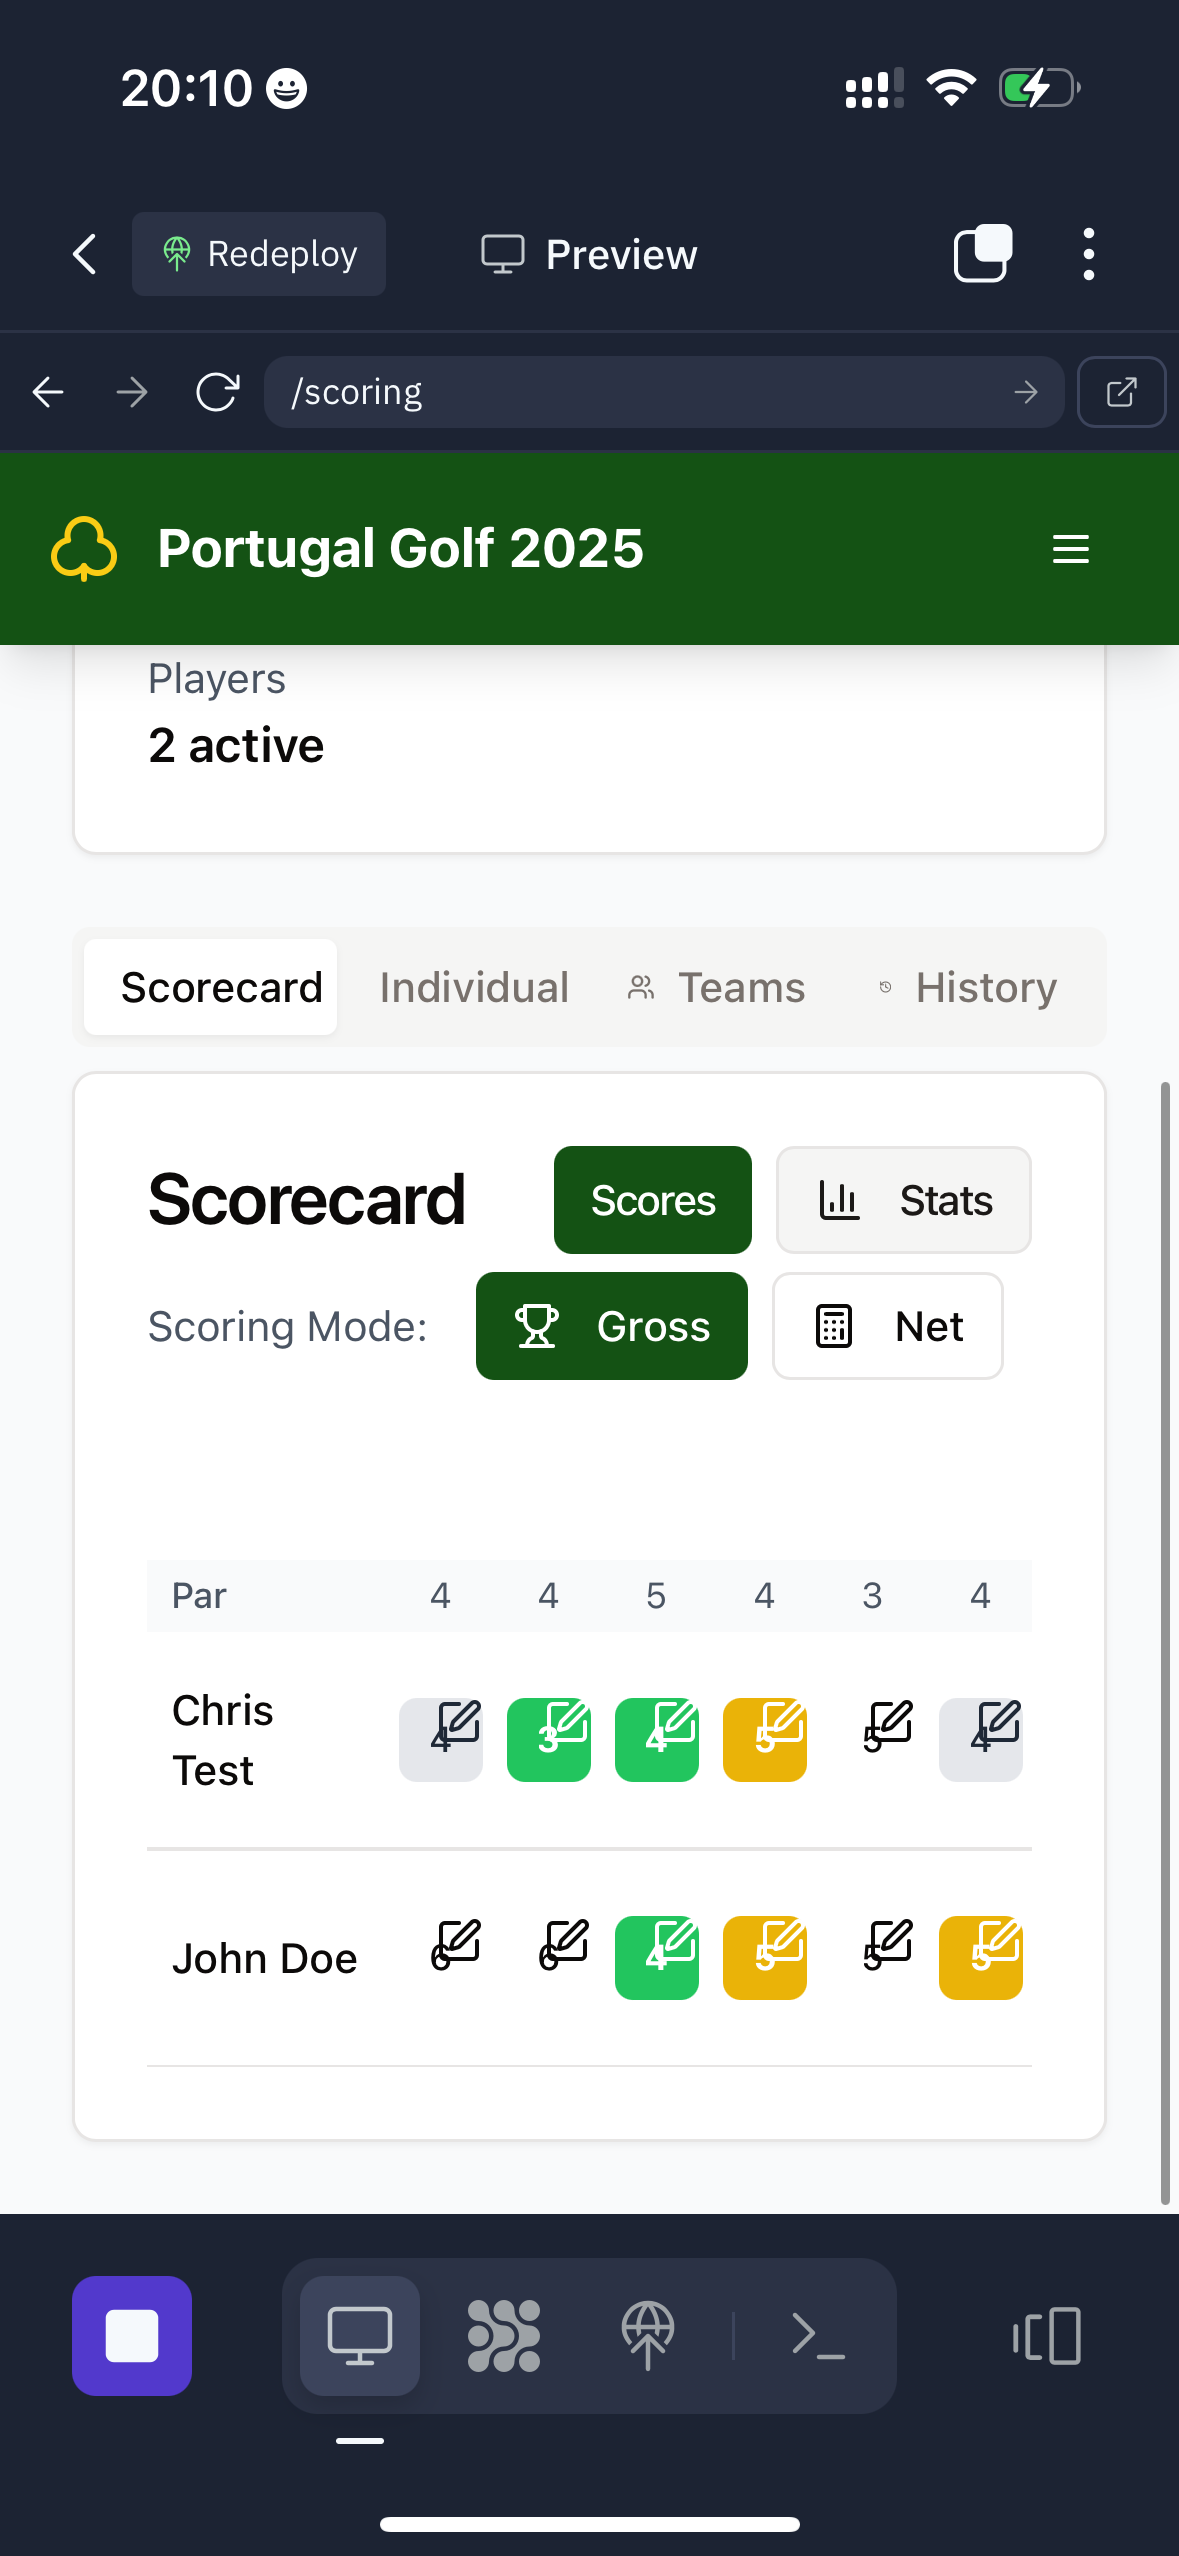 20:10
Redeploy
Preview
/scoring
Portugal Golf 2025
Players
2 active
Scorecard Individual Teams History
Scorecard Scores Stats
Scoring Mode: Gross Net
Par 4 4 5 4 3 4
Chris Test 4 3 4 5 5 4
John Doe 6 6 4 5 5 5